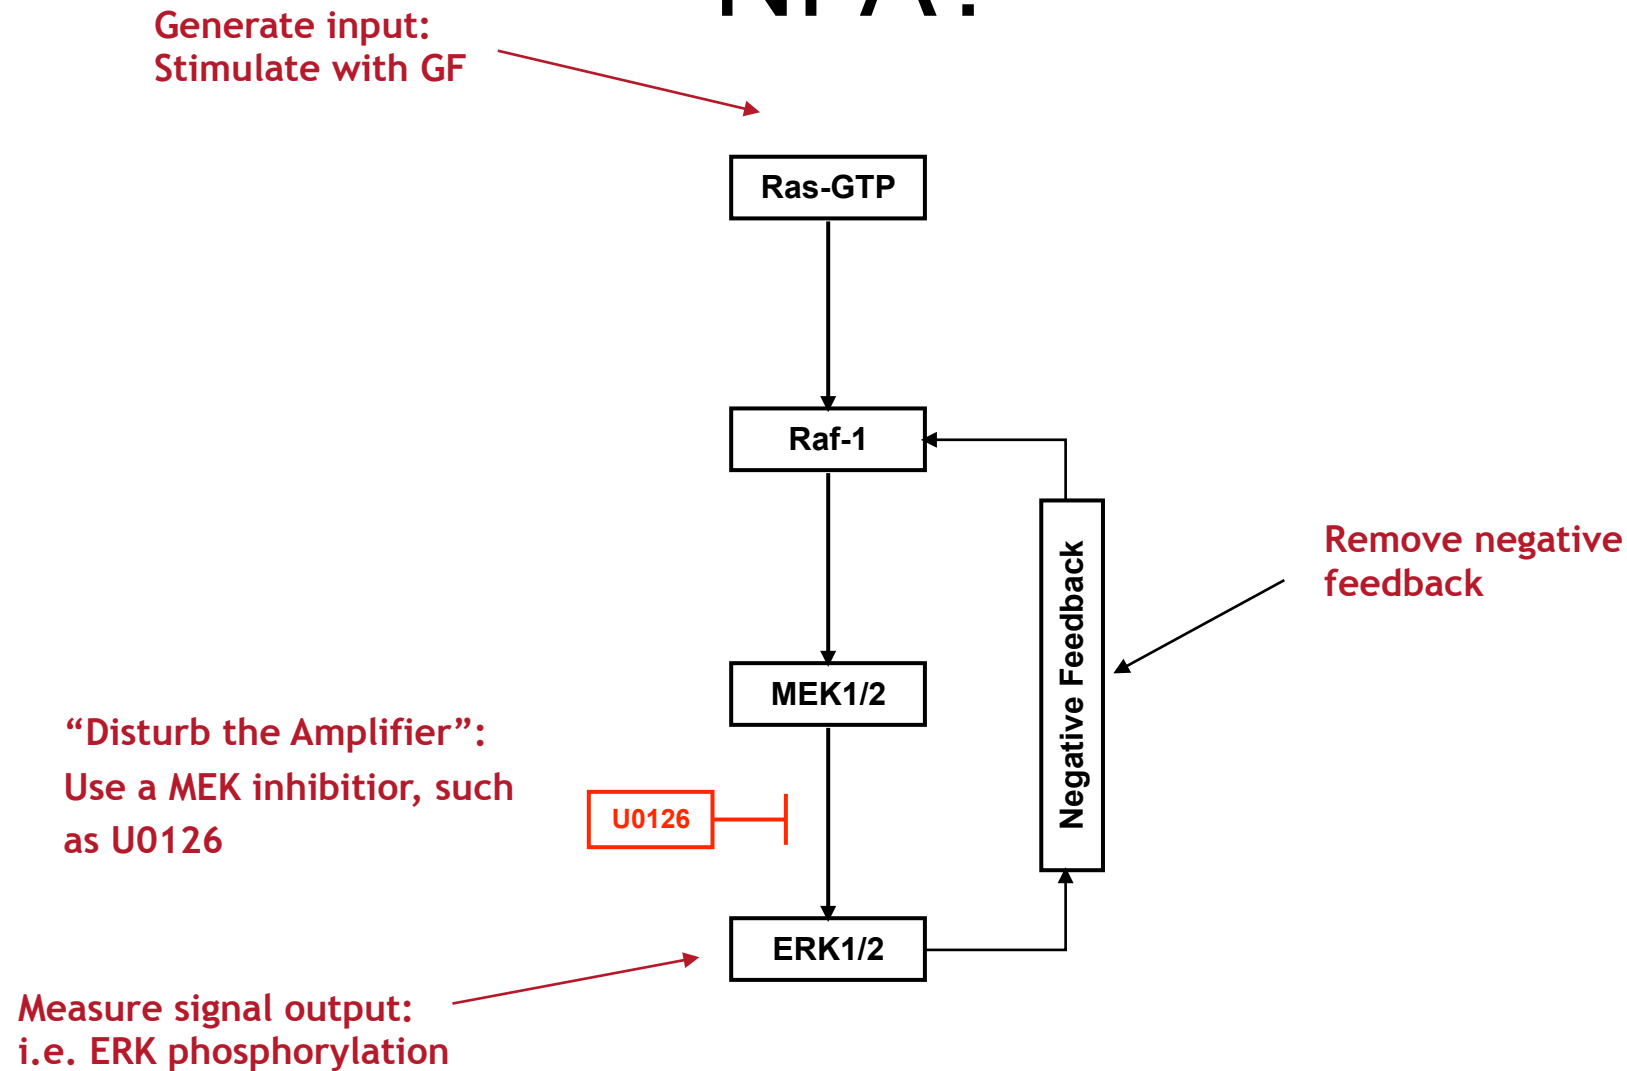 Generate input:
Stimulate with GF
Ras-GTP
Raf-1
Negative Feedback
Remove negative
feedback
MEK1/2
“Disturb the Amplifier”:
Use a MEK inhibitior, such
as U0126
U0126
ERK1/2
Measure signal output:
i.e. ERK phosphorylation